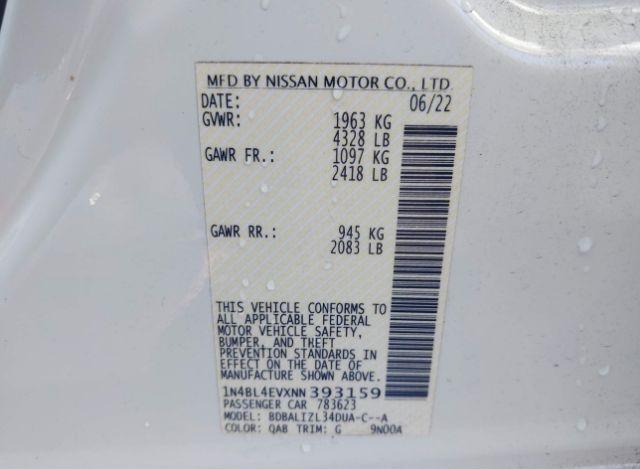 MFD BY NISSAN MOTOR CO., LTD.
DATE: 06/22
GVWR: 1963 KG
4328 LB
GAWR FR.: 1097 KG
2418 LB
GAWR RR.: 945 KG
2083 LB
THIS VEHICLE CONFORMS TO
ALL APPLICABLE FEDERAL
MOTOR VEHICLE SAFETY,
BUMPER, AND THEFT
PREVENTION STANDARDS IN
EFFECT ON THE DATE OF
MANUFACTURE SHOWN ABOVE.
1N4BL4EVXNN393159
PASSENGER CAR 783623
MODEL: BDBALIZL34DUA-C--A
COLOR: QAB TRIM: G 9N00A